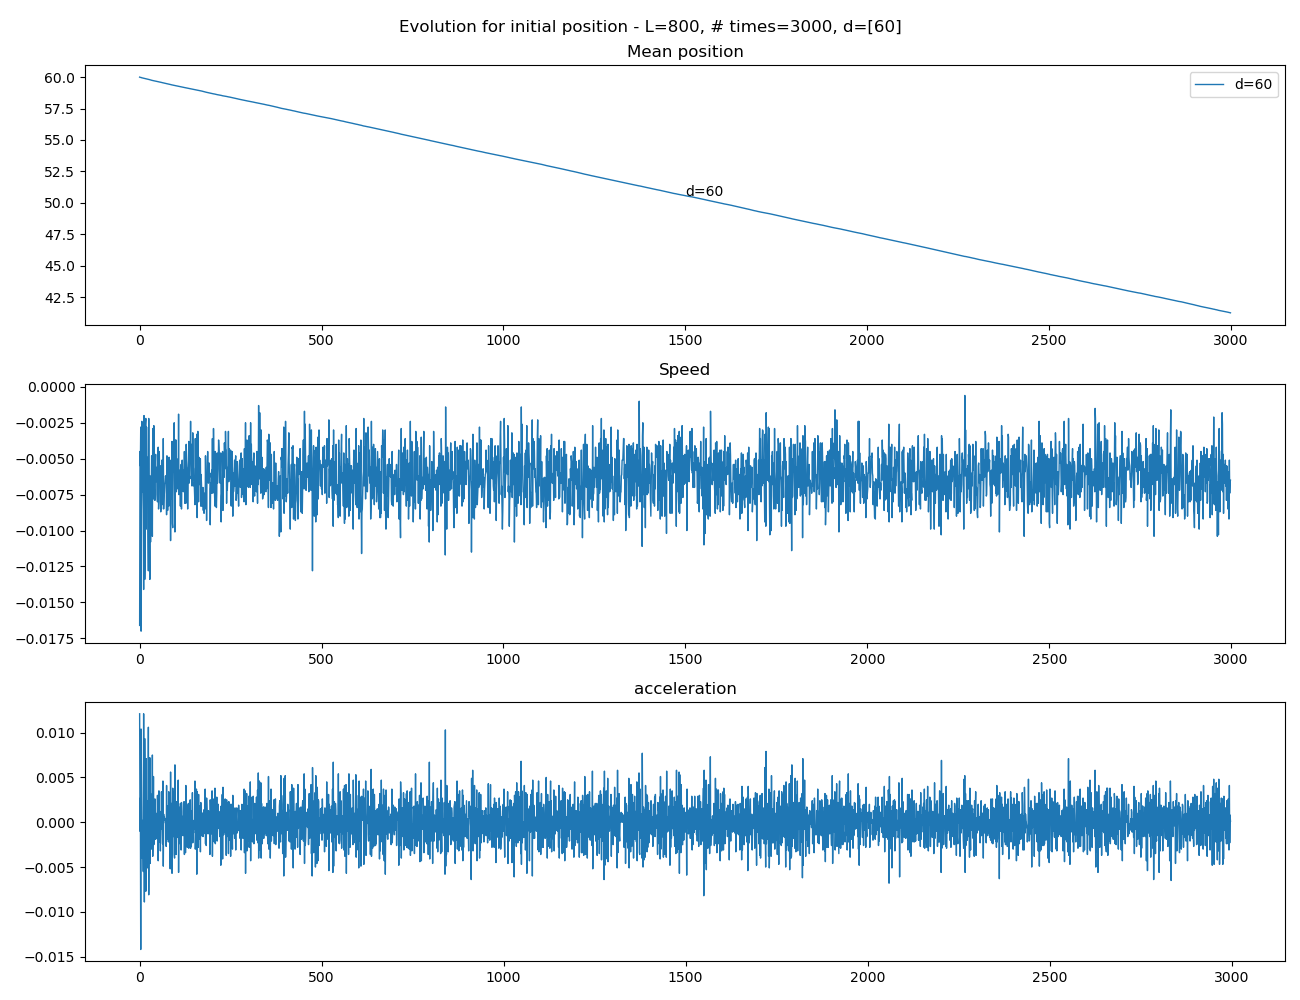 Evolution for initial position - L=800, # times=3000, d=[60]
Mean position
60.0
57.5
55.0
52.5
50.0
47.5
45.0
42.5
d=60
d=60
0 500 1000 1500 2000 2500 3000
Speed
0.0000
−0.0025
−0.0050
−0.0075
−0.0100
−0.0125
−0.0150
−0.0175
0 500 1000 1500 2000 2500 3000
acceleration
0.010
0.005
0.000
−0.005
−0.010
−0.015
0 500 1000 1500 2000 2500 3000